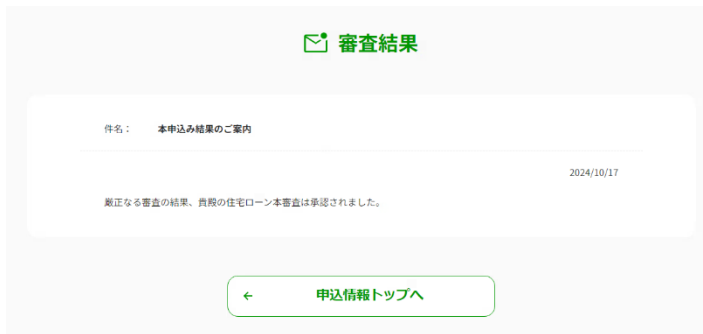 審査結果
件名： 本申込み結果のご案内
2024/10/17
厳正なる審査の結果、貴殿の住宅ローン本審査は承認されました。
← 申込情報トップへ